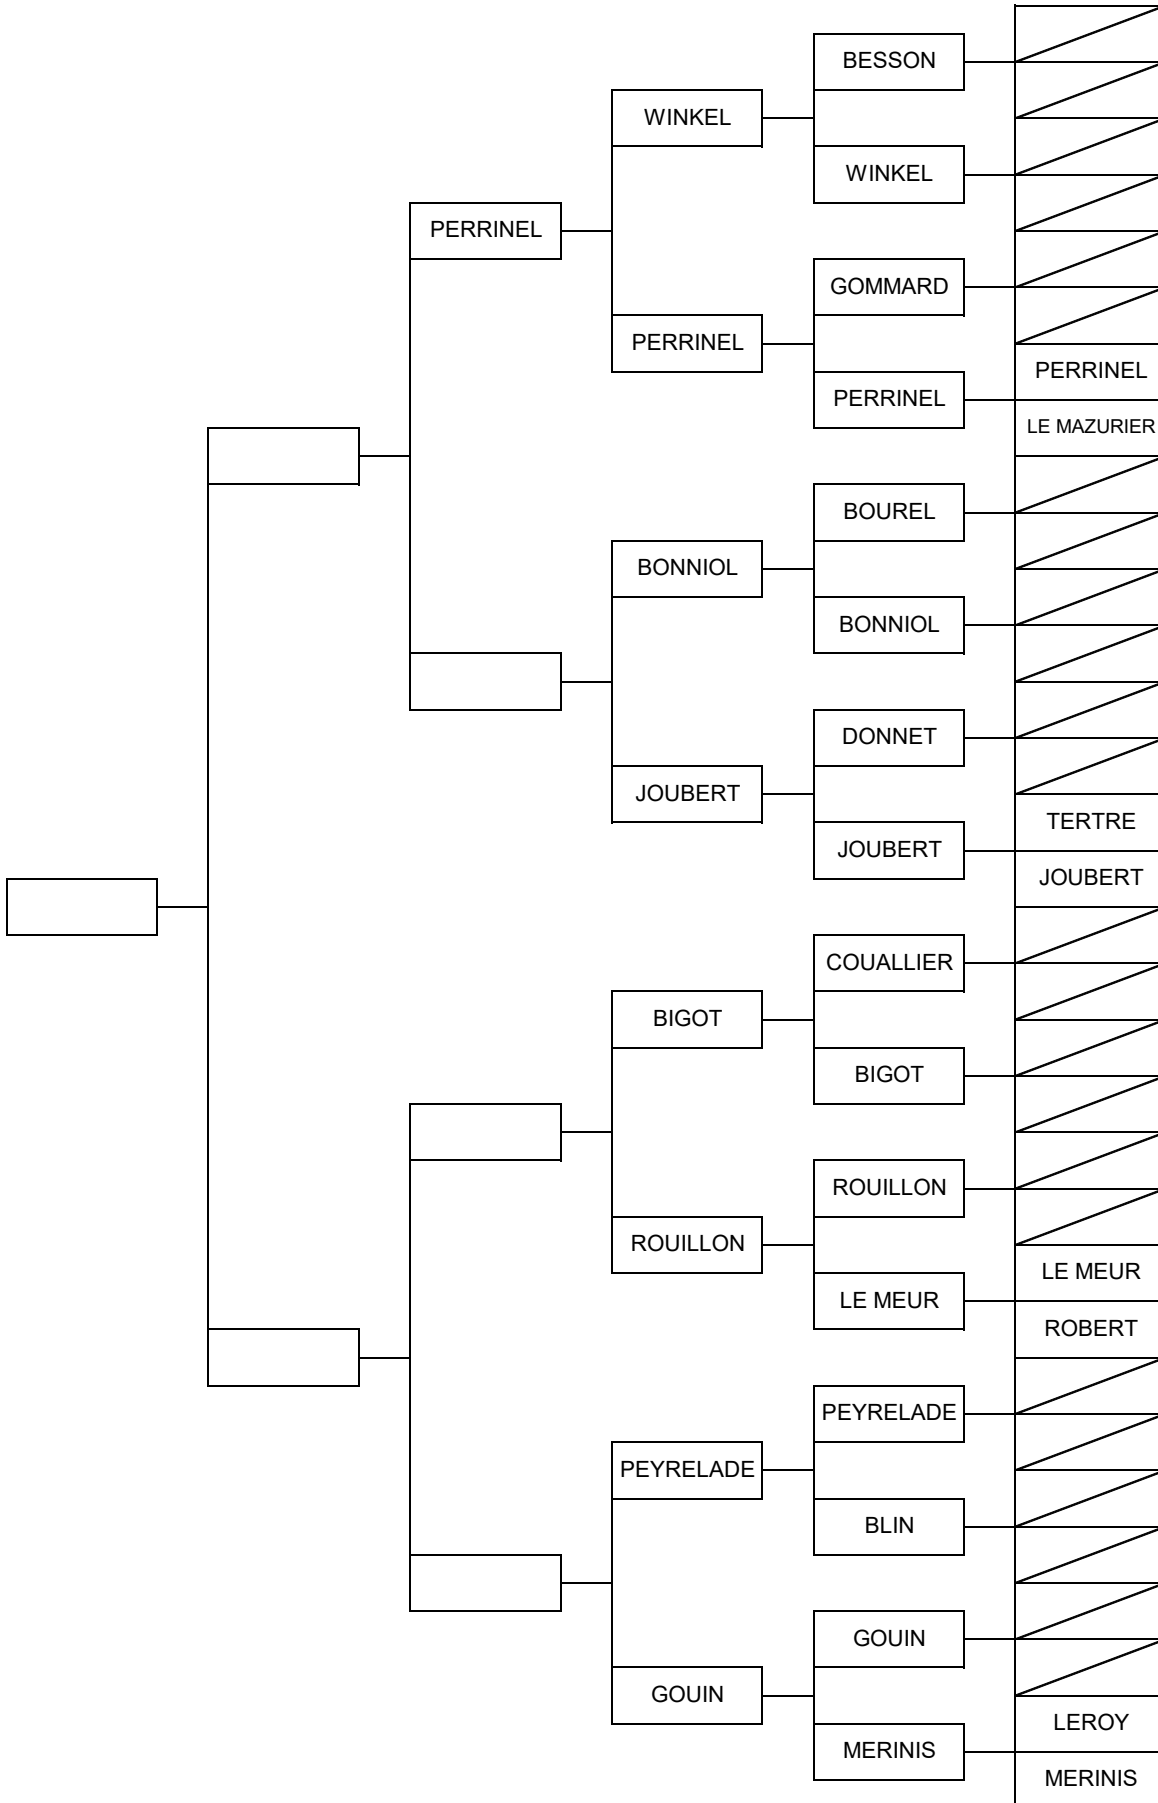 BESSON
WINKEL
WINKEL
PERRINEL
GOMMARD
PERRINEL
PERRINEL
PERRINEL
LE MAZURIER
BOUREL
BONNIOL
BONNIOL
DONNET
JOUBERT
TERTRE
JOUBERT
JOUBERT
COUALLIER
BIGOT
BIGOT
ROUILLON
ROUILLON
LE MEUR
LE MEUR
ROBERT
PEYRELADE
PEYRELADE
BLIN
GOUIN
GOUIN
LEROY
MERINIS
MERINIS